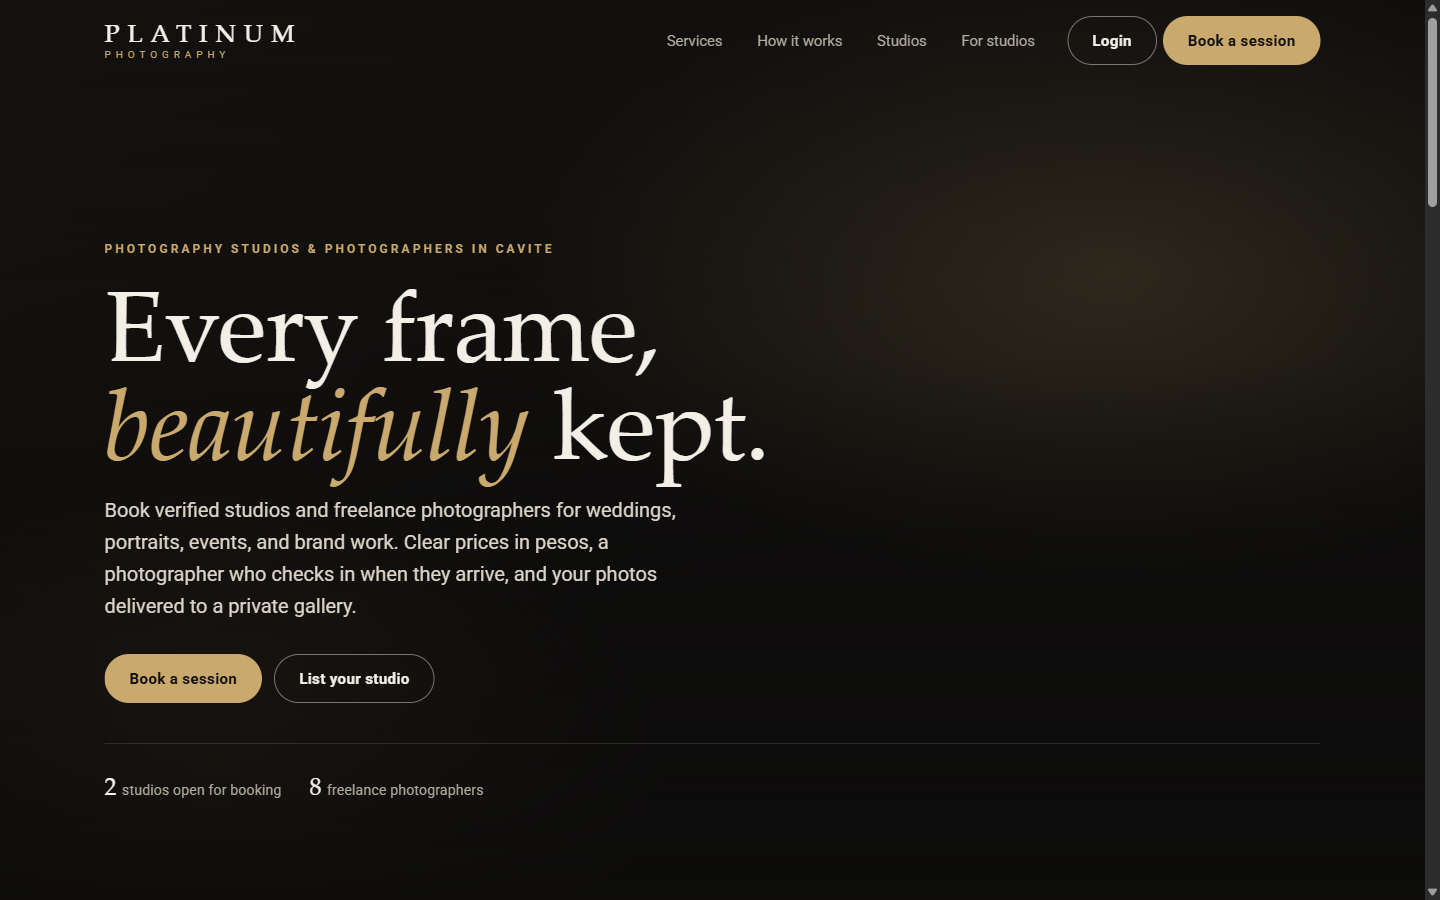 PLATINUM
PHOTOGRAPHY
Services
How it works
Studios
For studios
Login
Book a session
PHOTOGRAPHY STUDIOS & PHOTOGRAPHERS IN CAVITE
Every frame,
beautifully kept.
Book verified studios and freelance photographers for weddings,
portraits, events, and brand work. Clear prices in pesos, a
photographer who checks in when they arrive, and your photos
delivered to a private gallery.
Book a session
List your studio
2 studios open for booking
8 freelance photographers